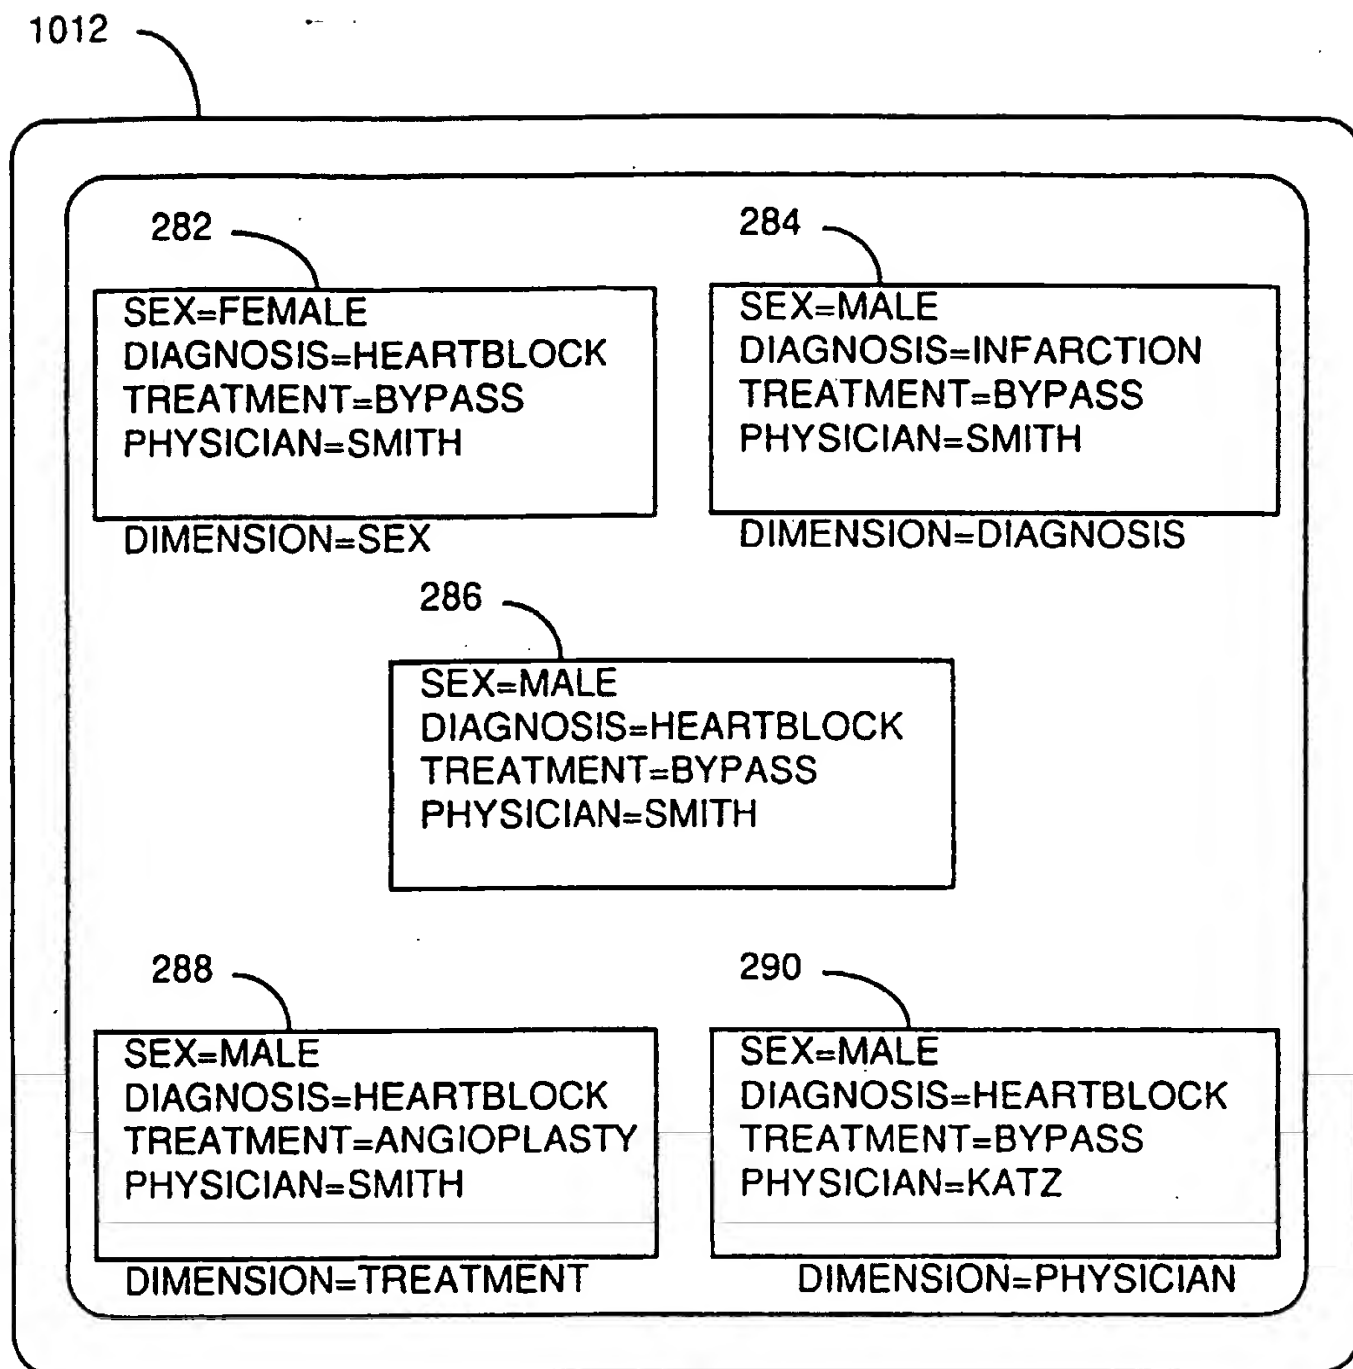 1012
282
SEX=FEMALE
DIAGNOSIS=HEARTBLOCK
TREATMENT=BYPASS
PHYSICIAN=SMITH
DIMENSION=SEX
284
SEX=MALE
DIAGNOSIS=INFARCTION
TREATMENT=BYPASS
PHYSICIAN=SMITH
DIMENSION=DIAGNOSIS
286
SEX=MALE
DIAGNOSIS=HEARTBLOCK
TREATMENT=BYPASS
PHYSICIAN=SMITH
288
SEX=MALE
DIAGNOSIS=HEARTBLOCK
TREATMENT=ANGIOPLASTY
PHYSICIAN=SMITH
DIMENSION=TREATMENT
290
SEX=MALE
DIAGNOSIS=HEARTBLOCK
TREATMENT=BYPASS
PHYSICIAN=KATZ
DIMENSION=PHYSICIAN